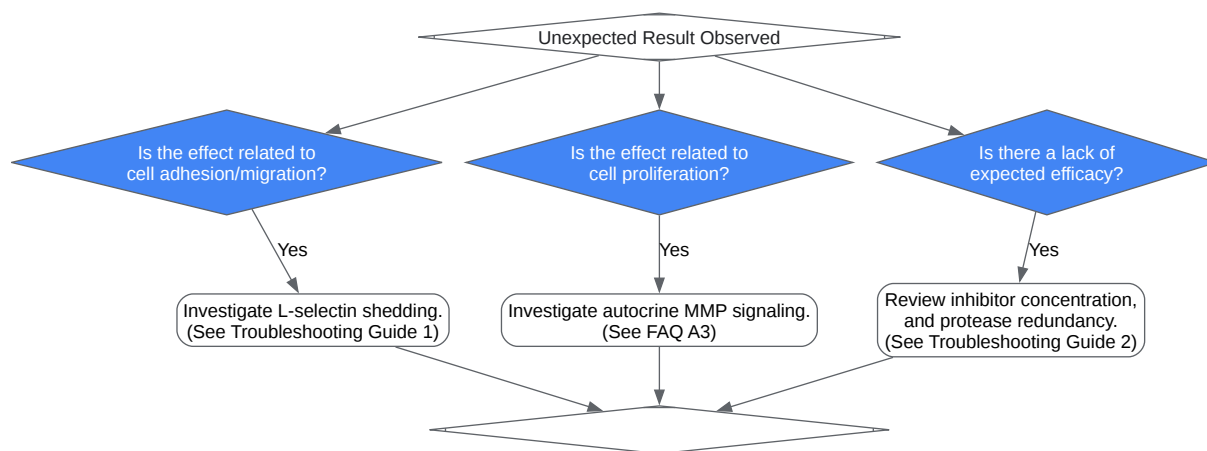 Unexpected Result Observed
Is the effect related to
cell adhesion/migration?
Is the effect related to
cell proliferation?
Is there a lack of
expected efficacy?
Yes
Yes
Yes
Investigate L-selectin shedding.
(See Troubleshooting Guide 1)
Investigate autocrine MMP signaling.
(See FAQ A3)
Review inhibitor concentration,
and protease redundancy.
(See Troubleshooting Guide 2)